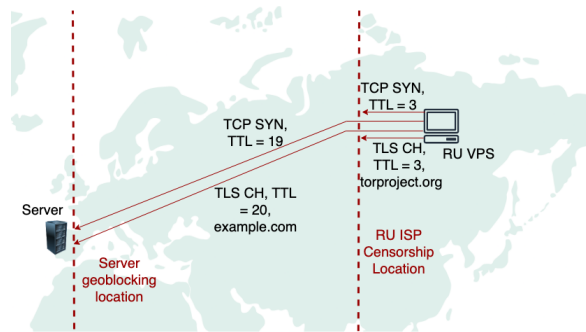 TCP SYN,
TTL = 3
TCP SYN,
TTL = 19
TLS CH,
TTL = 3,
torproject.org
RU VPS
TLS CH, TTL
= 20,
example.com
Server
Server
geoblocking
location
RU ISP
Censorship
Location